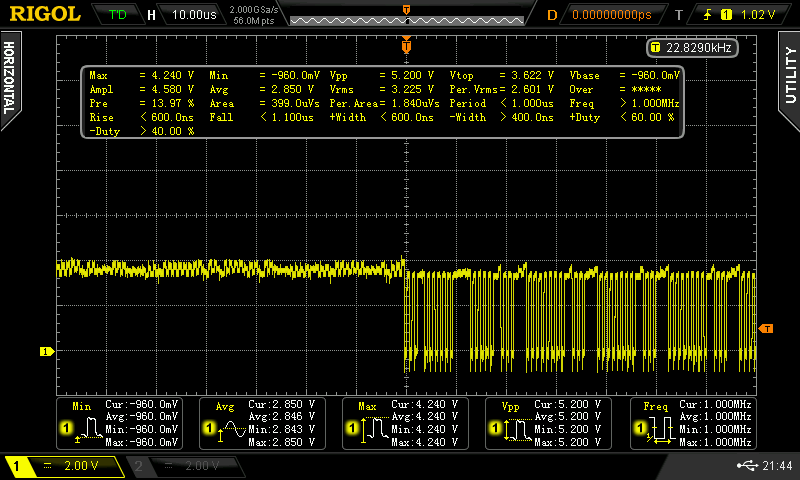 RIGOL T'D H 10.00us 2.000GSa/s 56.0M pts D 0.00000000ps T 1 1.02 V
HORIZONTAL
UTILITY
T 22.8290kHz
Max = 4.240 V Min = -960.0mV Vpp = 5.200 V Vtop = 3.622 V Vbase = -960.0mV
Ampl = 4.580 V Avg = 2.850 V Vrms = 3.225 V Per.Vrms= 2.601 V Over = *****
Pre = 13.97 % Area = 399.0uVs Per.Area= 1.840uVs Period < 1.000us Freq > 1.000MHz
Rise < 600.0ns Fall < 1.100us +Width < 600.0ns -Width > 400.0ns +Duty < 60.00 %
-Duty > 40.00 %
T
1
T
Min Cur:-960.0mV
Avg:-960.0mV
1 Min:-960.0mV
Max:-960.0mV
Avg Cur:2.850 V
Avg:2.846 V
1 Min:2.843 V
Max:2.850 V
Max Cur:4.240 V
Avg:4.240 V
1 Min:4.240 V
Max:4.240 V
Vpp Cur:5.200 V
Avg:5.200 V
1 Min:5.200 V
Max:5.200 V
Freq Cur:1.000MHz
Avg:1.000MHz
1 Min:1.000MHz
Max:1.000MHz
1 2.00 V 2 2.00 V 21:44